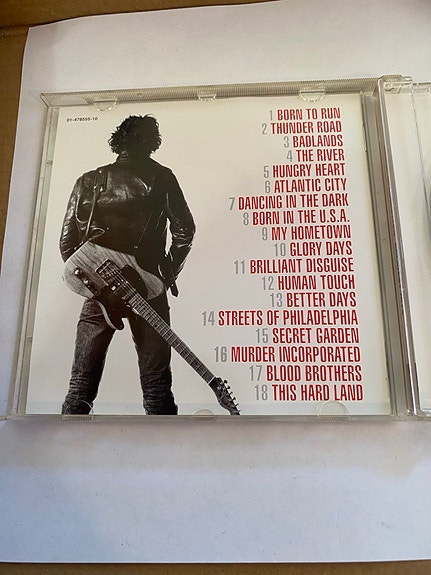 01-478555-10
1 BORN TO RUN
2 THUNDER ROAD
3 BADLANDS
4 THE RIVER
5 HUNGRY HEART
6 ATLANTIC CITY
7 DANCING IN THE DARK
8 BORN IN THE U.S.A.
9 MY HOMETOWN
10 GLORY DAYS
11 BRILLIANT DISGUISE
12 HUMAN TOUCH
13 BETTER DAYS
14 STREETS OF PHILADELPHIA
15 SECRET GARDEN
16 MURDER INCORPORATED
17 BLOOD BROTHERS
18 THIS HARD LAND